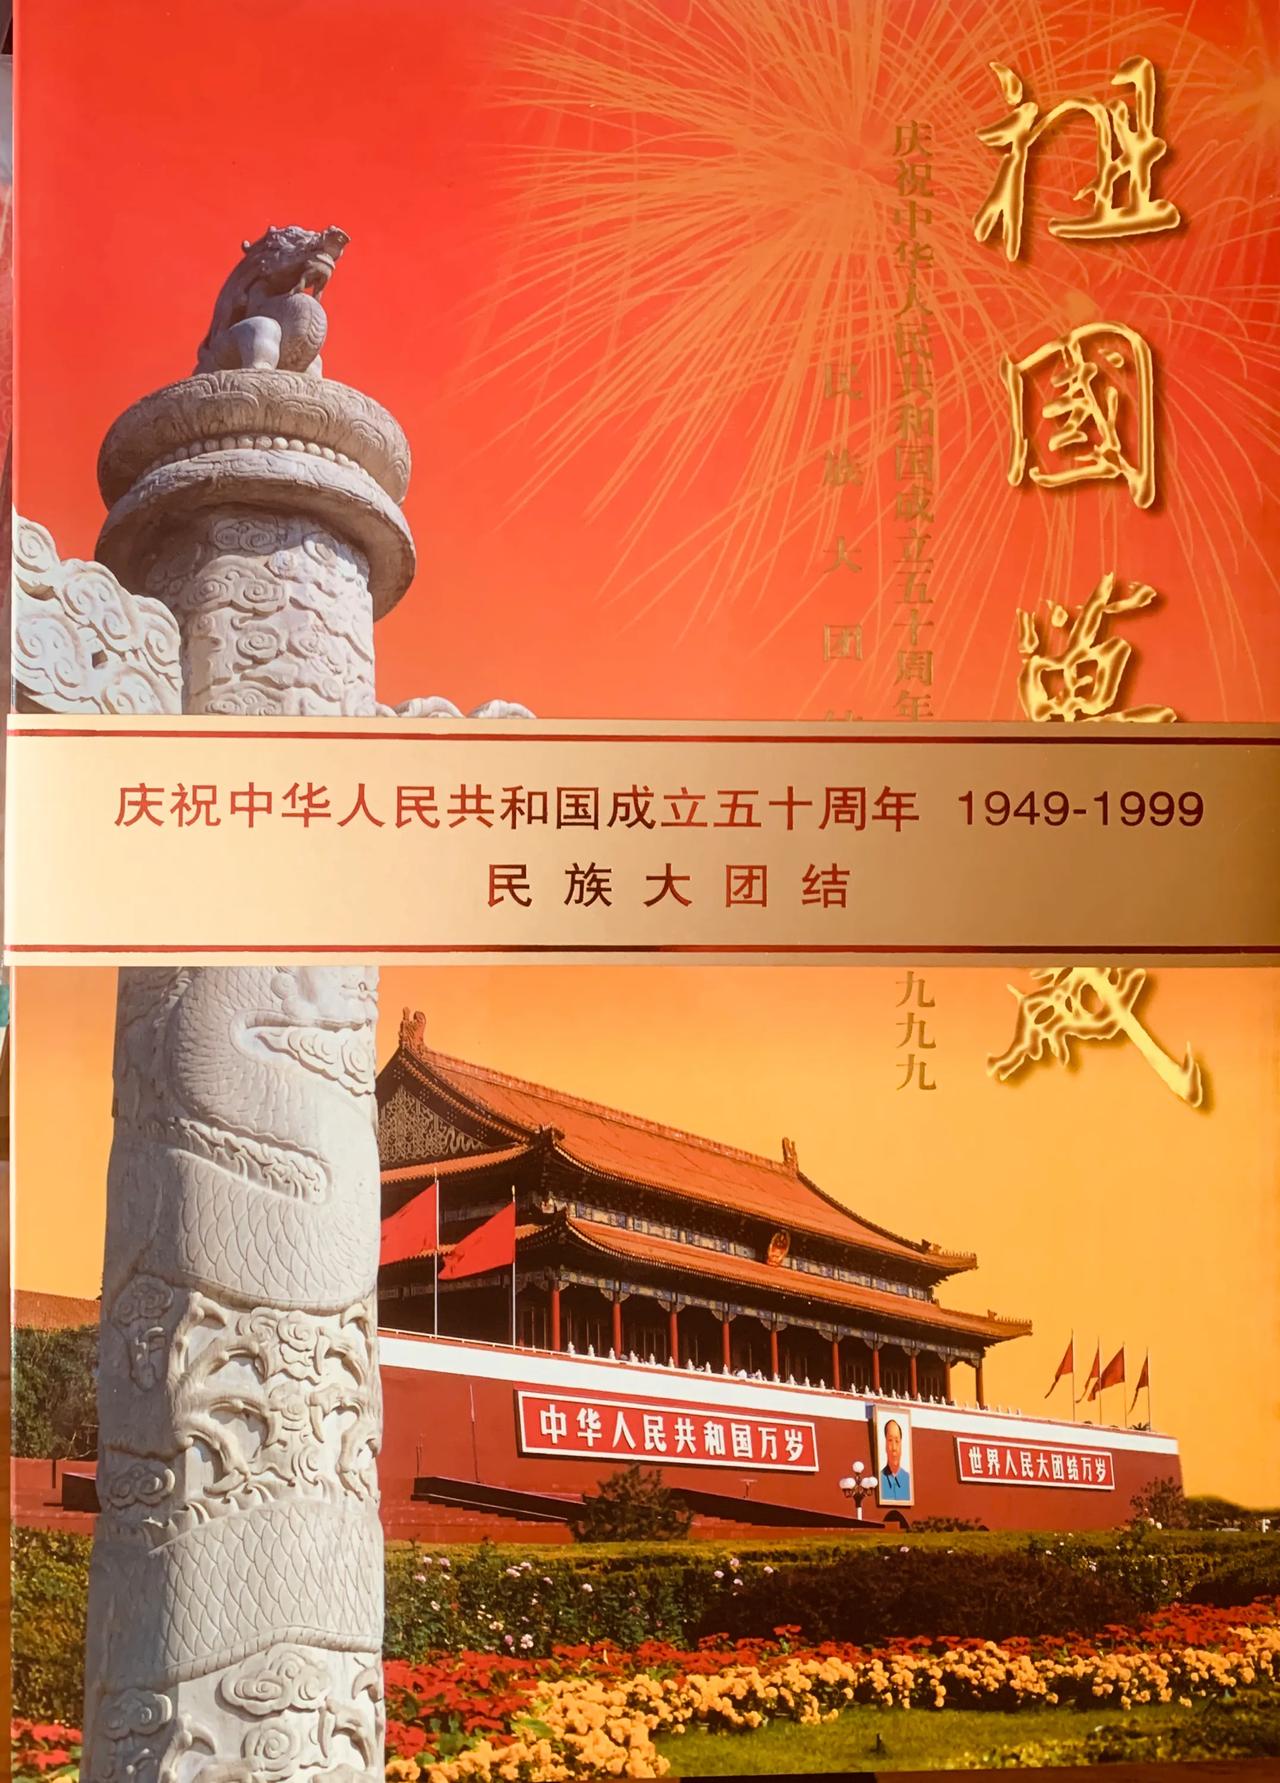 祖國萬歲
庆祝中华人民共和国成立五十周年
九九九
民族大团结
庆祝中华人民共和国成立五十周年 1949-1999
民族大团结
中华人民共和国万岁
世界人民大团结万岁